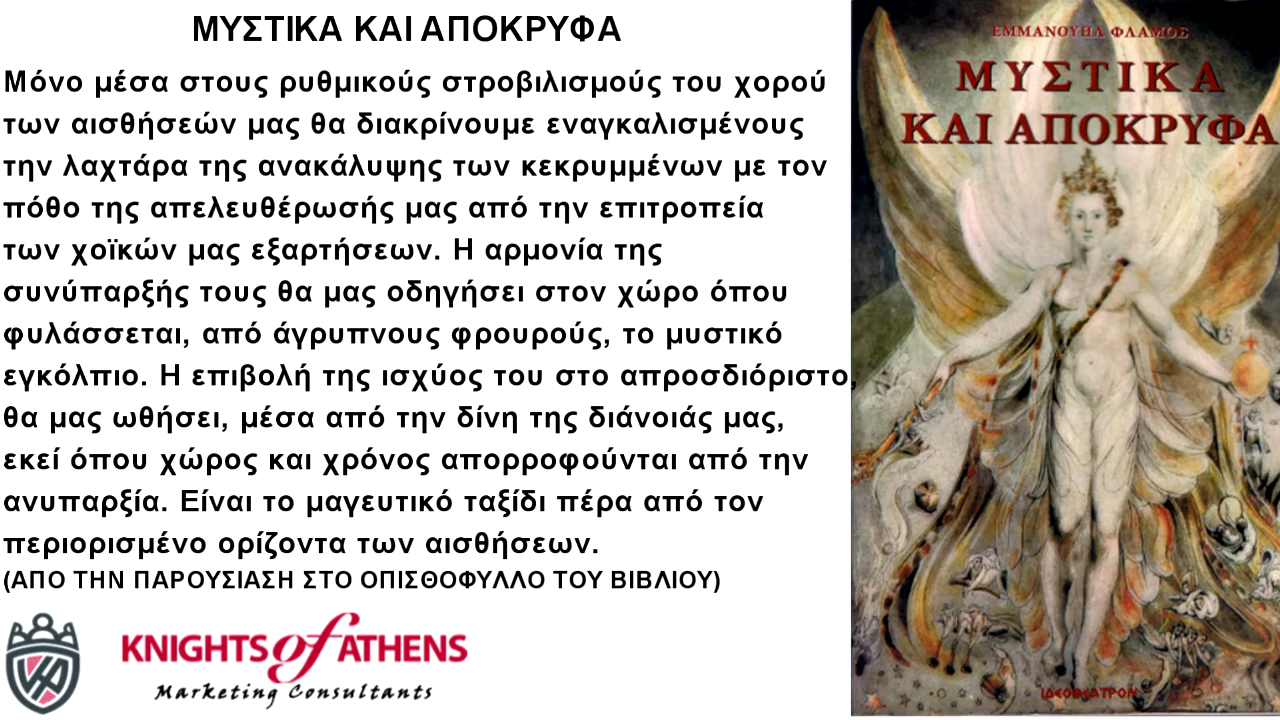 ΜΥΣΤΙΚΑ ΚΑΙ ΑΠΟΚΡΥΦΑ
Μόνο μέσα στους ρυθμικούς στροβιλισμούς του χορού
των αισθήσεών μας θα διακρίνουμε εναγκαλισμένους
την λαχτάρα της ανακάλυψης των κεκρυμμένων με τον
πόθο της απελευθέρωσής μας από την επιτροπεία
των χοϊκών μας εξαρτήσεων. Η αρμονία της
συνύπαρξής τους θα μας οδηγήσει στον χώρο όπου
φυλάσσεται, από άγρυπνους φρουρούς, το μυστικό
εγκόλπιο. Η επιβολή της ισχύος του στο απροσδιόριστο,
θα μας ωθήσει, μέσα από την δίνη της διάνοιάς μας,
εκεί όπου χώρος και χρόνος απορροφούνται από την
ανυπαρξία. Είναι το μαγευτικό ταξίδι πέρα από τον
περιορισμένο ορίζοντα των αισθήσεων.
(ΑΠΟ ΤΗΝ ΠΑΡΟΥΣΙΑΣΗ ΣΤΟ ΟΠΙΣΘΟΦΥΛΛΟ ΤΟΥ ΒΙΒΛΙΟΥ)
KNIGHTS of ATHENS
Marketing Consultants
ΕΜΜΑΝΟΥΗΛ ΦΛΑΜΟΣ
ΜΥΣΤΙΚΑ
ΚΑΙ ΑΠΟΚΡΥΦΑ
ΙΔΕΟΘΕΑΤΡΟΝ